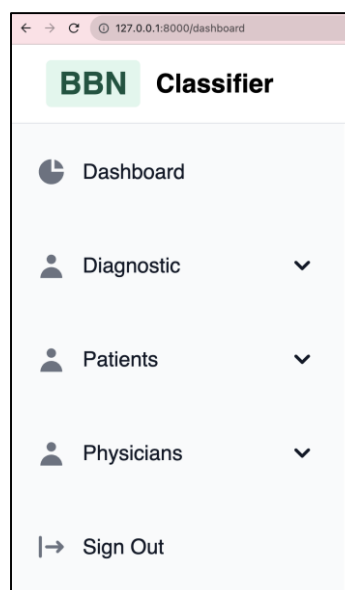 127.0.0.1:8000/dashboard
BBN Classifier
Dashboard
Diagnostic
Patients
Physicians
Sign Out